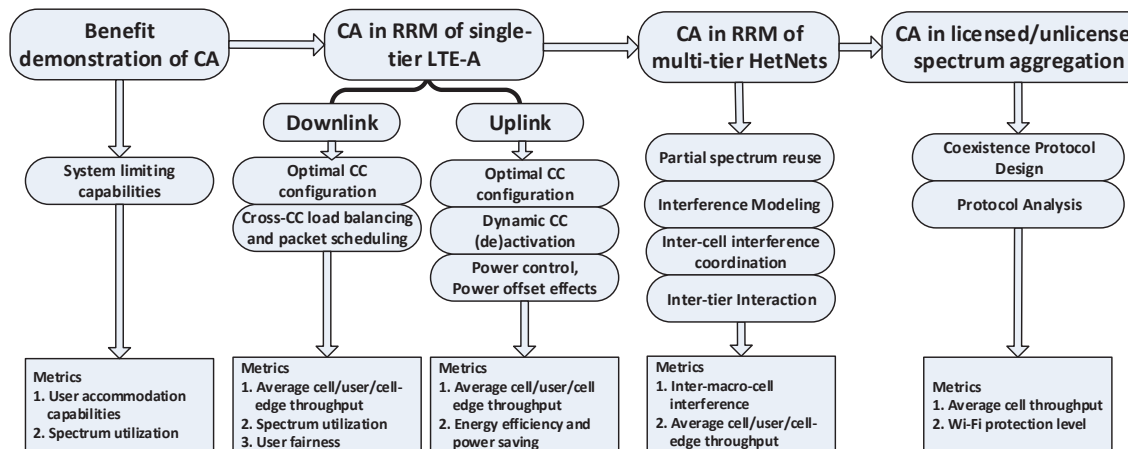 Benefit
demonstration of CA
CA in RRM of single-
tier LTE-A
CA in RRM of
multi-tier HetNets
CA in licensed/unlicense
spectrum aggregation
Downlink
Uplink
System limiting
capabilities
Optimal CC
configuration
Cross-CC load balancing
and packet scheduling
Optimal CC
configuration
Dynamic CC
(de)activation
Power control,
Power offset effects
Partial spectrum reuse
Interference Modeling
Inter-cell interference
coordination
Inter-tier Interaction
Coexistence Protocol
Design
Protocol Analysis
Metrics
1. User accommodation
capabilities
2. Spectrum utilization
Metrics
1. Average cell/user/cell-
edge throughput
2. Spectrum utilization
3. User fairness
Metrics
1. Average cell/user/cell
edge throughput
2. Energy efficiency and
power saving
Metrics
1. Inter-macro-cell
interference
2. Average cell/user/cell-
edge throughput
Metrics
1. Average cell throughput
2. Wi-Fi protection level